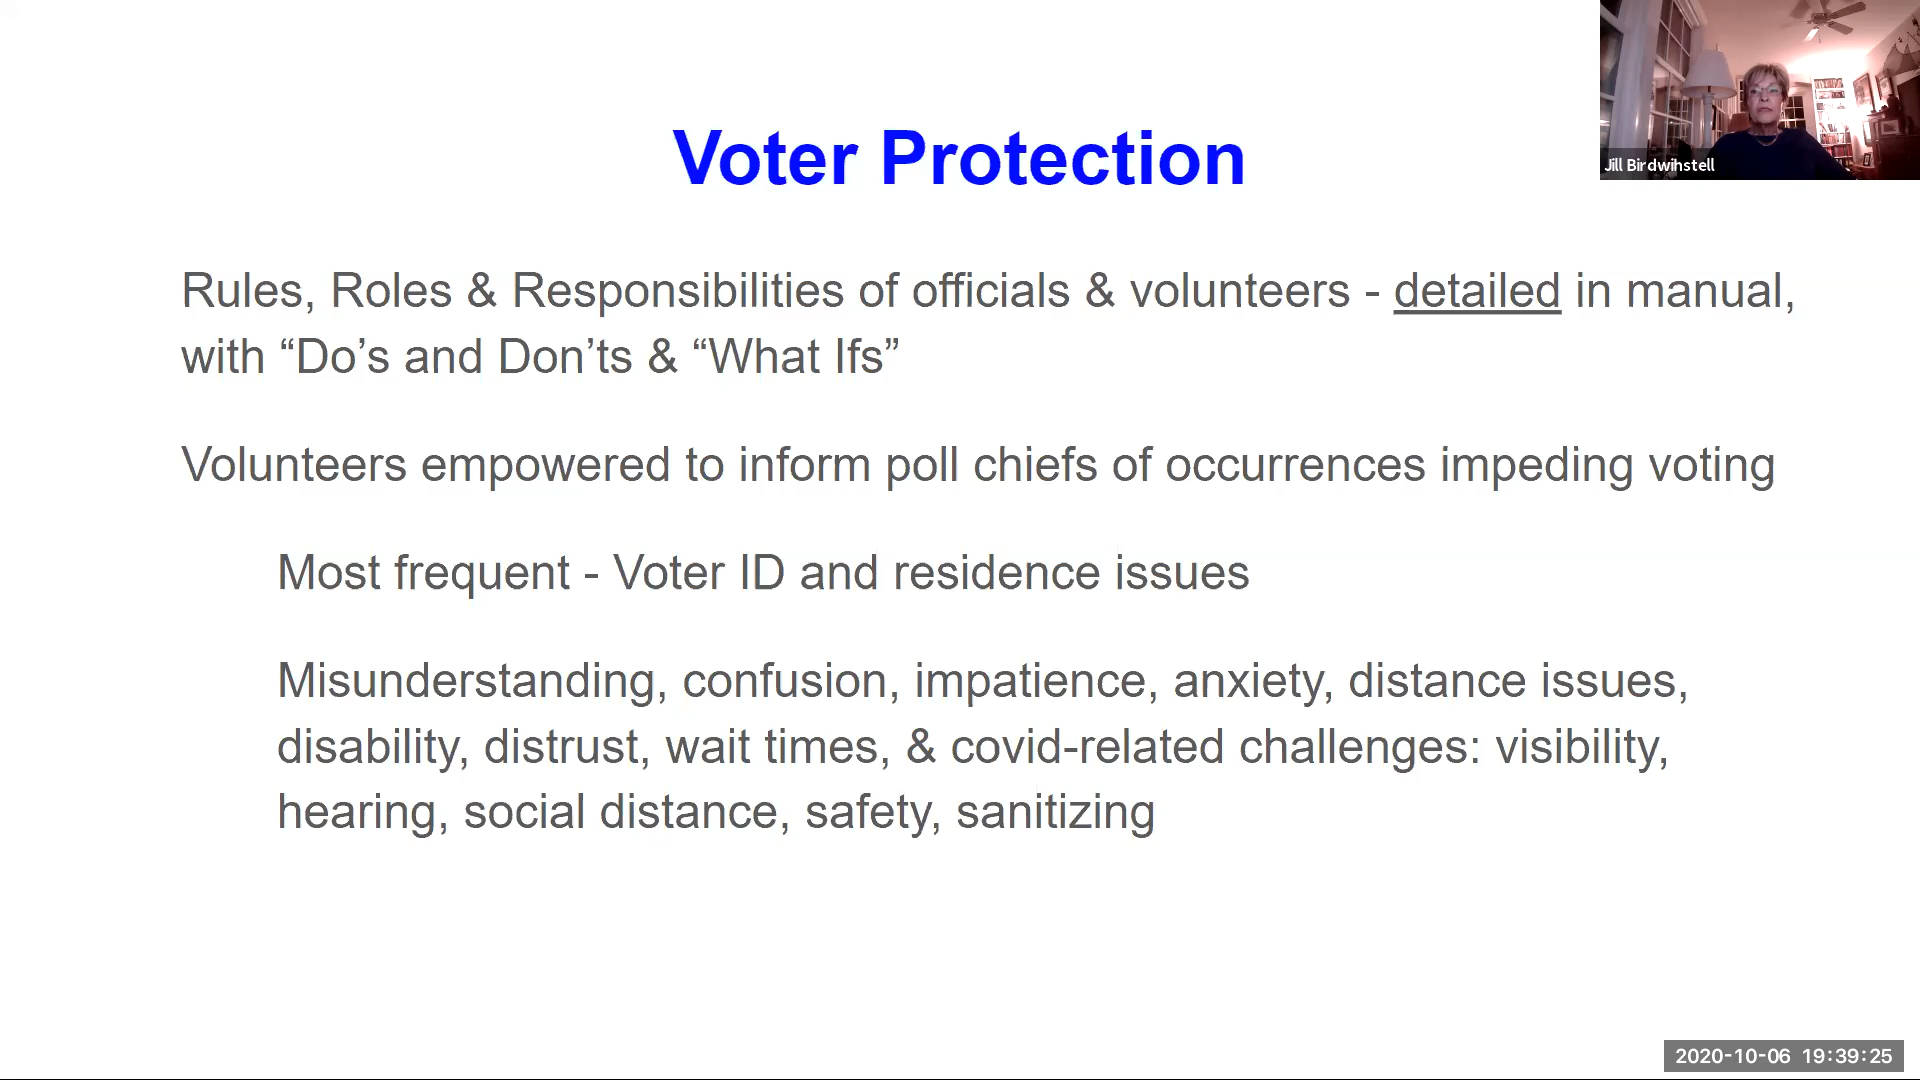 Voter Protection
Jill Birdwihstell
Rules, Roles & Responsibilities of officials & volunteers - detailed in manual,
with “Do’s and Don’ts & “What Ifs”
Volunteers empowered to inform poll chiefs of occurrences impeding voting
Most frequent - Voter ID and residence issues
Misunderstanding, confusion, impatience, anxiety, distance issues,
disability, distrust, wait times, & covid-related challenges: visibility,
hearing, social distance, safety, sanitizing
2020-10-06 19:39:25